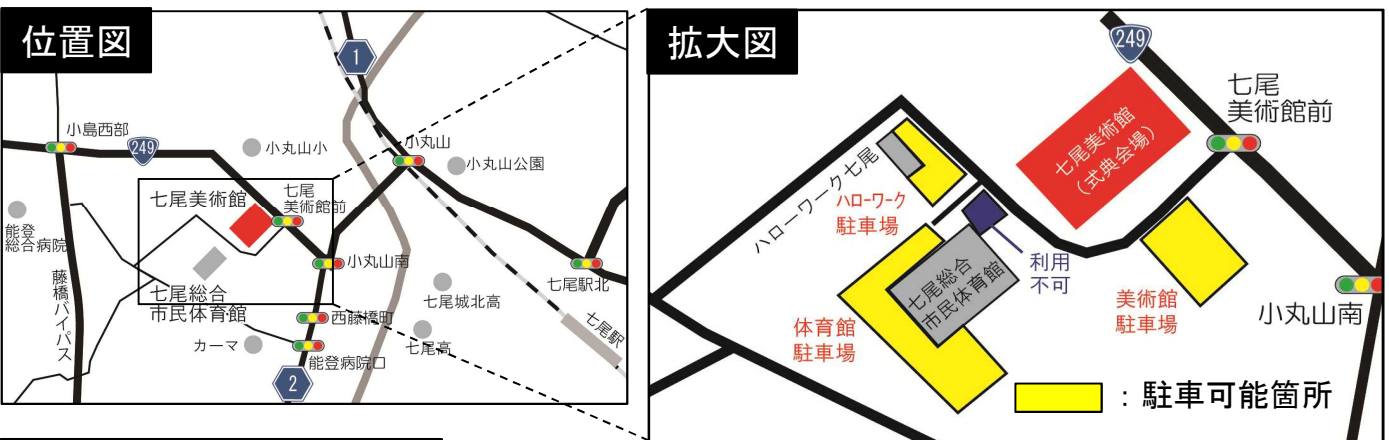 位置図
1
小島西部
249
小丸山小
小丸山
小丸山公園
七尾美術館
七尾
美術館前
能登
総合病院
小丸山南
藤橋バイパス
七尾総合
市民体育館
七尾城北高
七尾駅北
西藤橋町
カーマ
七尾高
七尾駅
能登病院口
2
拡大図
249
七尾
美術館前
七尾美術館
(式典会場)
ハローワーク七尾
ハローワーク
駐車場
利用
不可
七尾総合
市民体育館
美術館
駐車場
小丸山南
体育館
駐車場
:駐車可能箇所